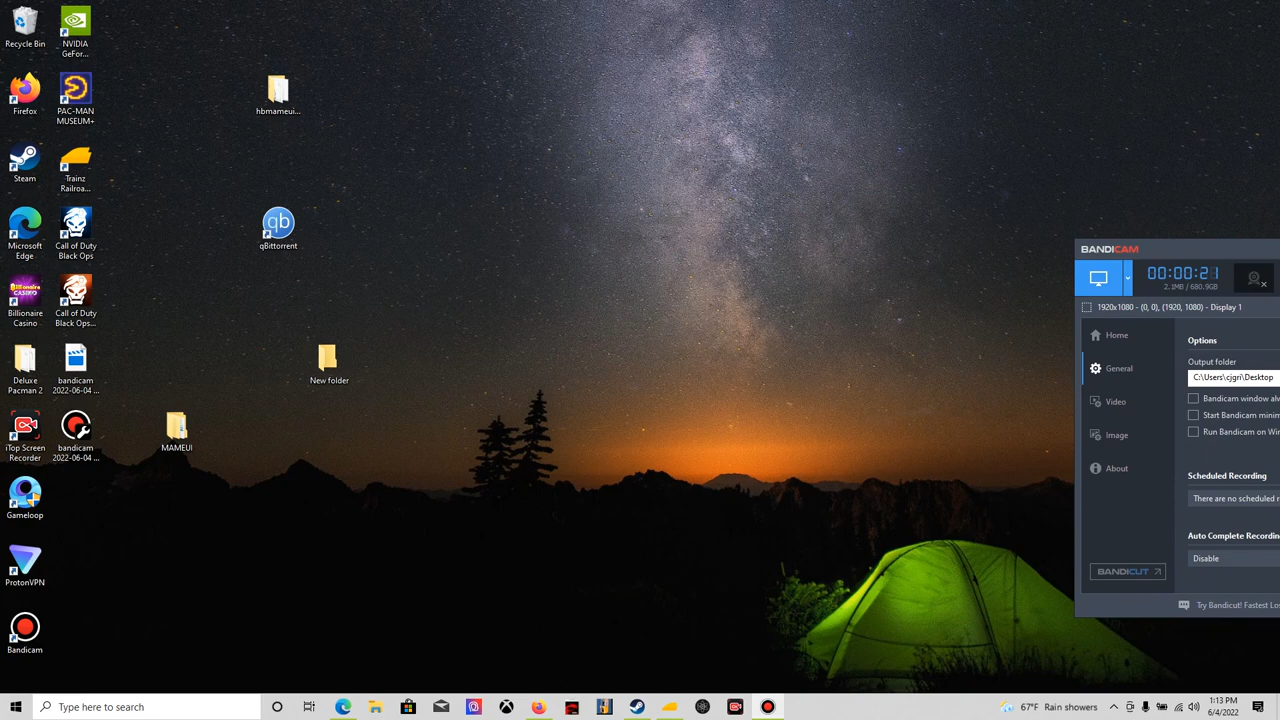 Recycle Bin
NVIDIA
GeFor...
Firefox
PAC-MAN
MUSEUM+
Steam
Trainz
Railroa...
Microsoft
Edge
Call of Duty
Black Ops
Billionaire
Casino
Call of Duty
Black Ops...
Deluxe
Pacman 2
bandicam
2022-06-04 ...
iTop Screen
Recorder
bandicam
2022-06-04 ...
Gameloop
ProtonVPN
Bandicam
hbmameui...
qb
qBittorrent
New folder
MAMEUI
BANDICAM
00:00:21
2.1MB / 680.9GB
1920x1080 - (0, 0), (1920, 1080) - Display 1
Home
General
Video
Image
About
BANDICUT
Options
Output folder
C:\Users\cjgri\Desktop
Bandicam window alw
Start Bandicam minim
Run Bandicam on Win
Scheduled Recording
There are no scheduled r
Auto Complete Recording
Disable
Try Bandicut! Fastest Los
Type here to search
67°F Rain showers
1:13 PM
6/4/2022